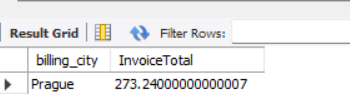 Result Grid Filter Rows:
billing_city InvoiceTotal
Prague 273.24000000000007